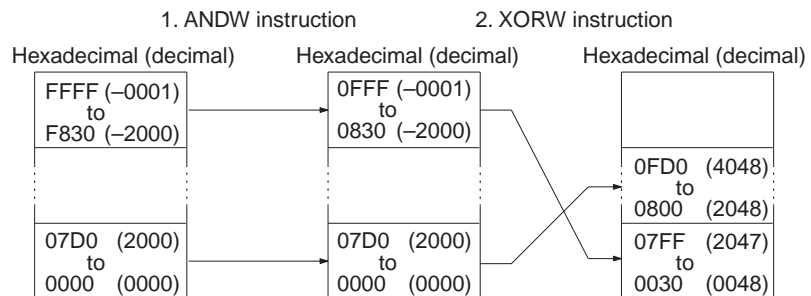 1. ANDW instruction 2. XORW instruction
Hexadecimal (decimal) Hexadecimal (decimal) Hexadecimal (decimal)
FFFF (–0001)
to
F830 (–2000)
07D0 (2000)
to
0000 (0000)
0FFF (–0001)
to
0830 (–2000)
07D0 (2000)
to
0000 (0000)
0FD0 (4048)
to
0800 (2048)
07FF (2047)
to
0030 (0048)